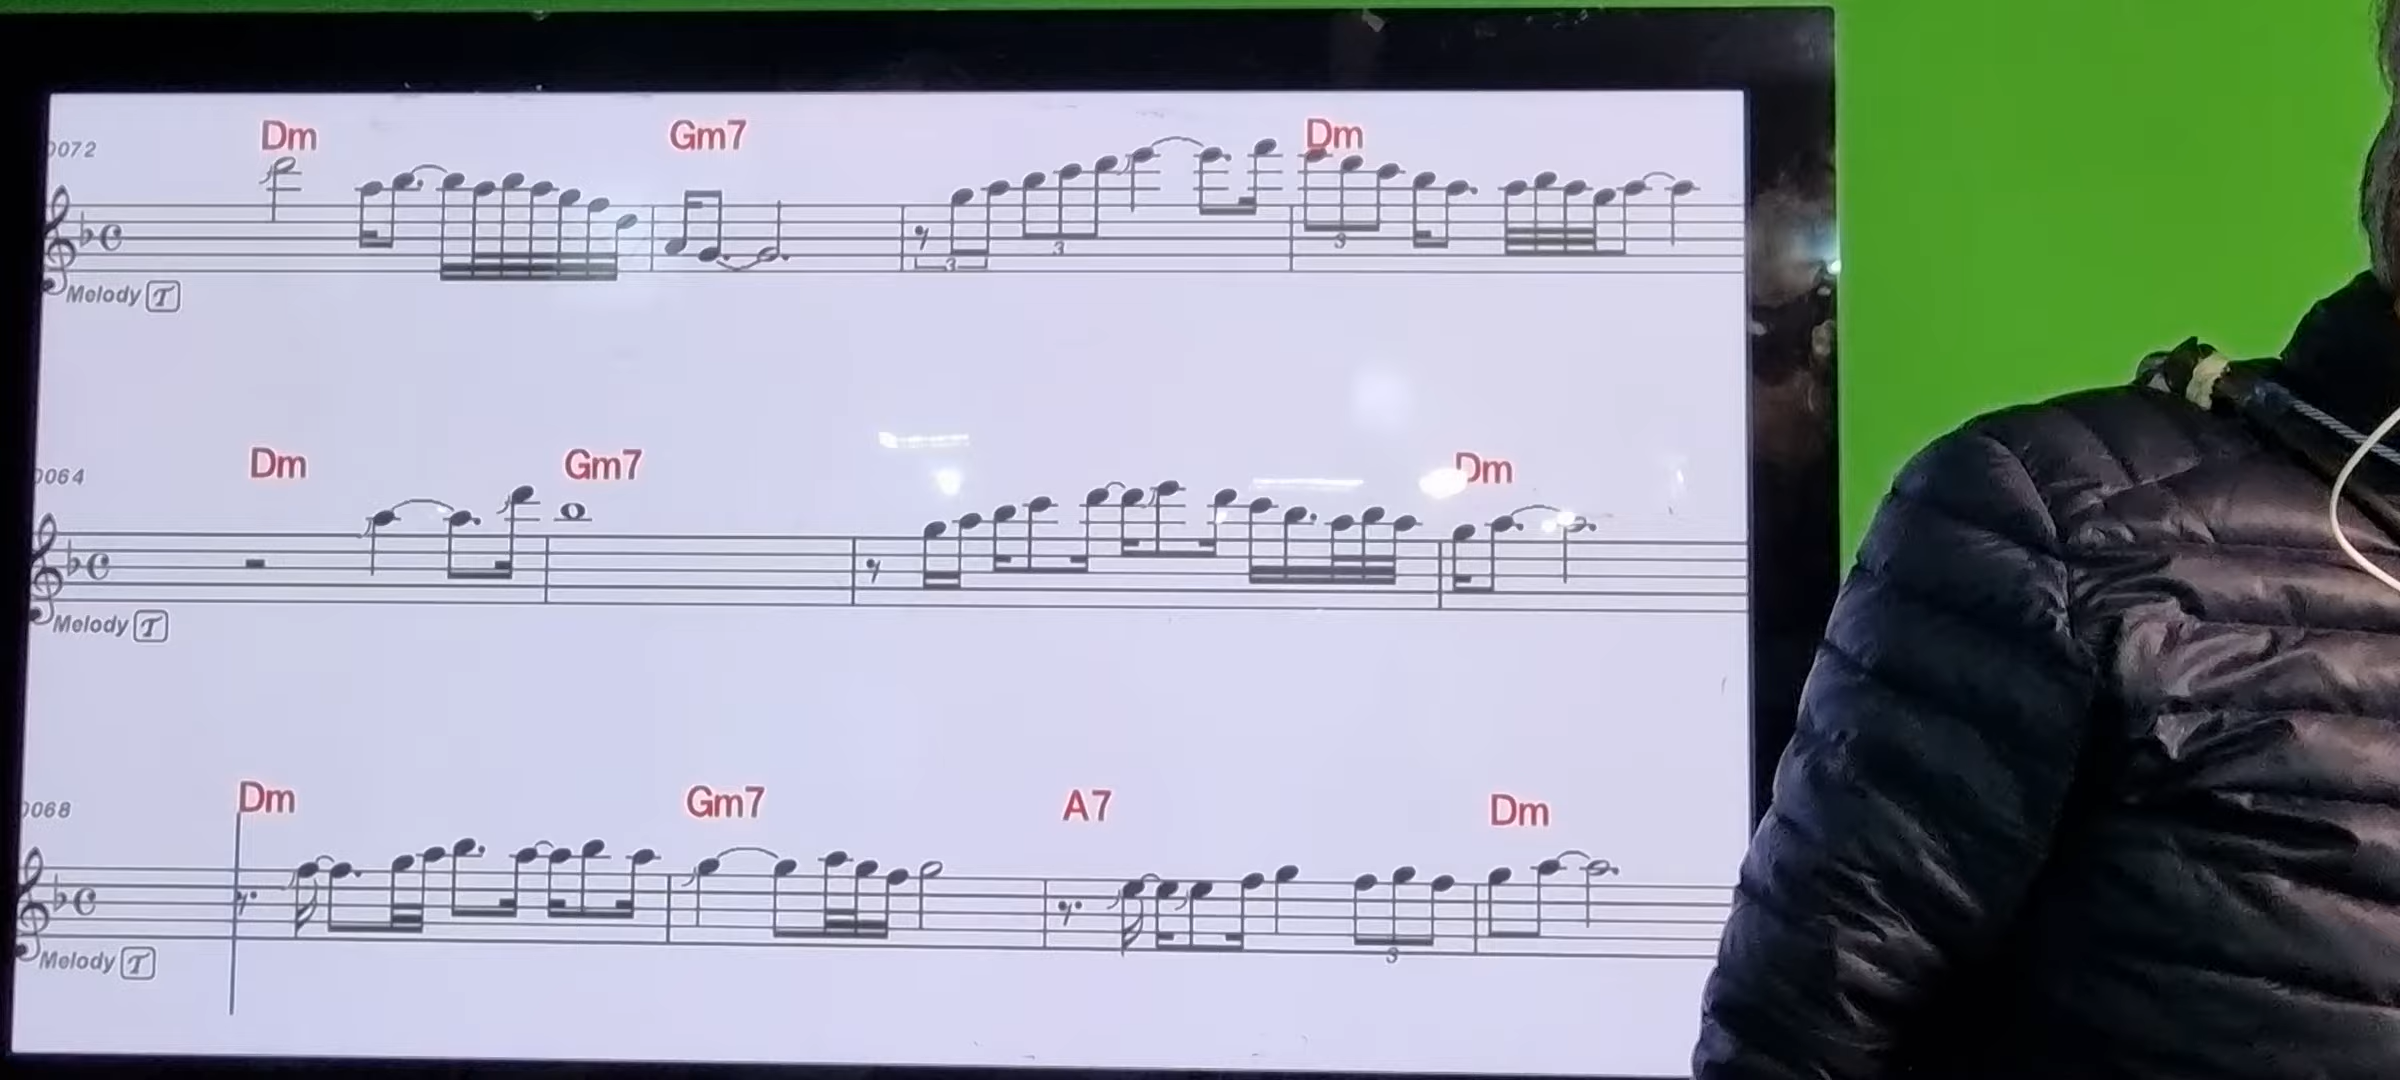 Dm Gm7 Dm
0072
3 3 3
Melody T
Dm Gm7 Dm
0064
Melody T
Dm Gm7 A7 Dm
0068
3
Melody T